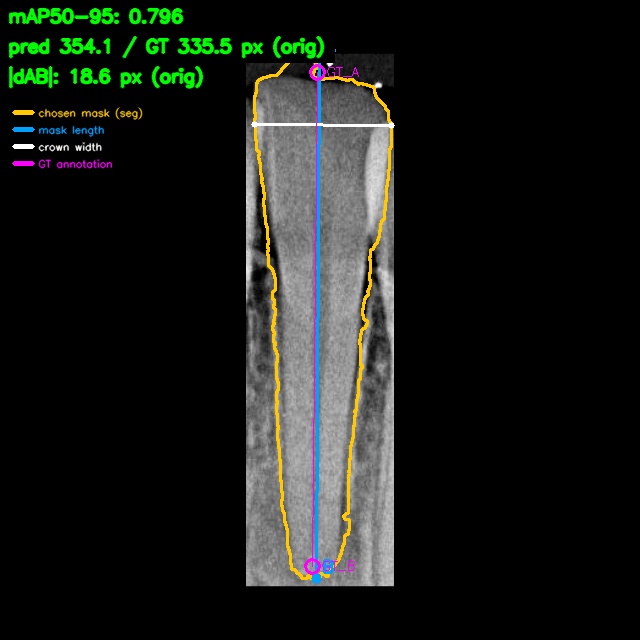 mAP50-95: 0.796
pred 354.1 / GT 335.5 px (orig)
|dAB|: 18.6 px (orig)
chosen mask (seg)
mask length
crown width
GT annotation
GT_A